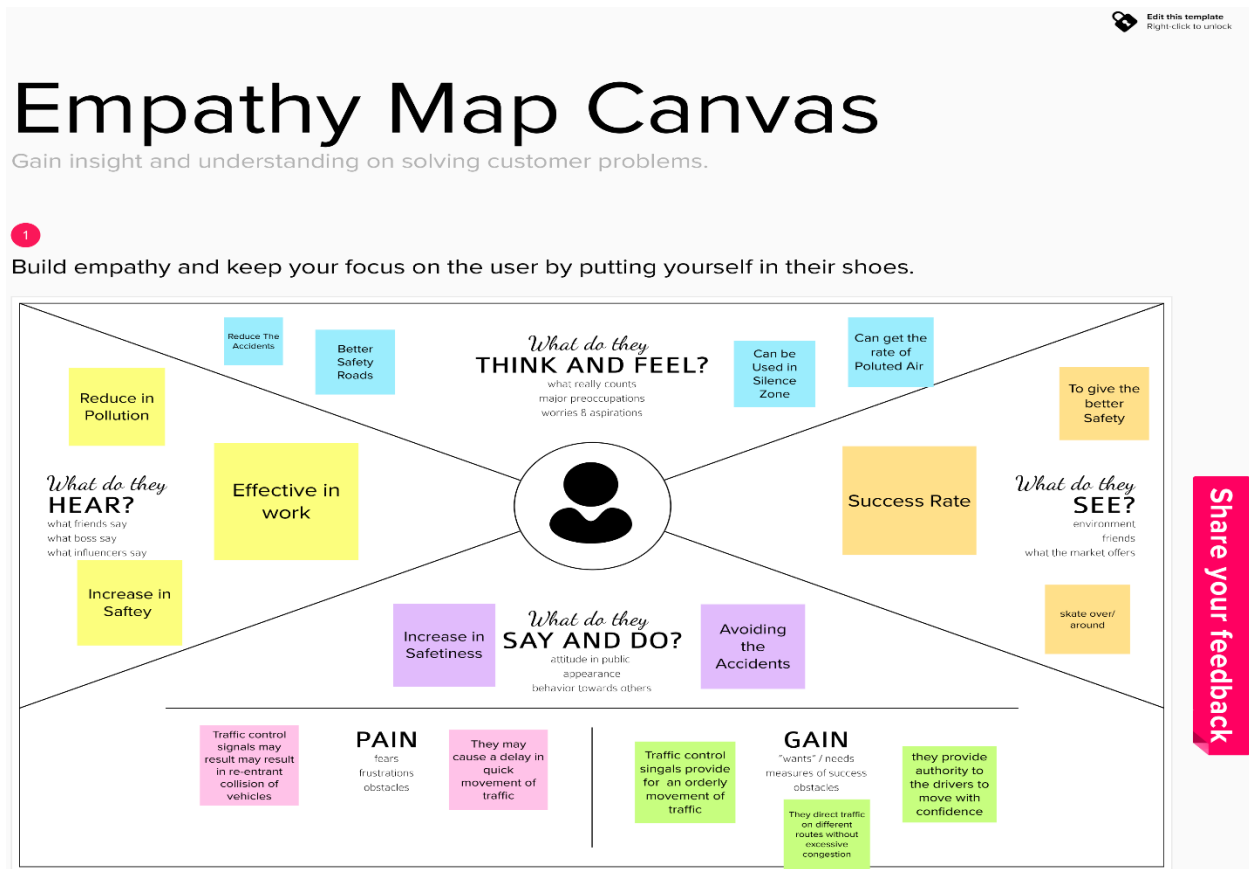 Edit this template
Right-click to unlock
Empathy Map Canvas
Gain insight and understanding on solving customer problems.
1
Build empathy and keep your focus on the user by putting yourself in their shoes.
Reduce The
Accidents
Better
Safety
Roads
What do they
THINK AND FEEL?
what really counts
major preoccupations
worries & aspirations
Can be
Used in
Silence
Zone
Can get the
rate of
Poluted Air
Reduce in
Pollution
Effective in
work
What do they
HEAR?
what friends say
what boss say
what influencers say
Increase in
Saftey
To give the
better
Safety
Success Rate
What do they
SEE?
environment
friends
what the market offers
skate over/
around
Increase in
Safetiness
What do they
SAY AND DO?
attitude in public
appearance
behavior towards others
Avoiding
the
Accidents
Traffic control
signals may
result may result
in re-entrant
collision of
vehicles
PAIN
fears
frustrations
obstacles
They may
cause a delay in
quick
movement of
traffic
Traffic control
singals provide
for an orderly
movement of
traffic
GAIN
"wants" / needs
measures of success
obstacles
They direct traffic
on different
routes without
excessive
congestion
they provide
authority to
the drivers to
move with
confidence
Share your feedback